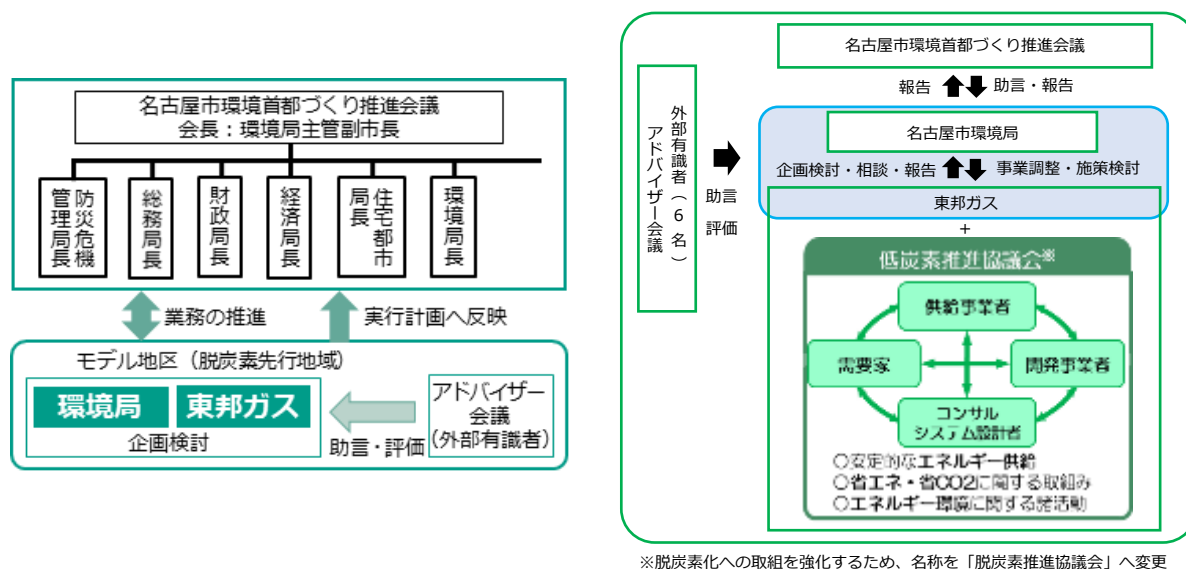 名古屋市環境首都づくり推進会議
会長：環境局主管副市長
防災危機
管理局長
総務局長
財政局長
経済局長
住宅都市
局長
環境局長
業務の推進
実行計画へ反映
モデル地区（脱炭素先行地域）
環境局
東邦ガス
企画検討
助言・評価
アドバイザー
会議
(外部有識者)
名古屋市環境首都づくり推進会議
報告
助言・報告
外部有識者（６名）
アドバイザー会議
助言
評価
名古屋市環境局
企画検討・相談・報告
事業調整・施策検討
東邦ガス
+
低炭素推進協議会※
供給事業者
需要家
開発事業者
コンサル
システム設計者
○安定的なエネルギー供給
○省エネ・省CO2に関する取組み
○エネルギー環境に関する諸活動
※脱炭素化への取組を強化するため、名称を「脱炭素推進協議会」へ変更